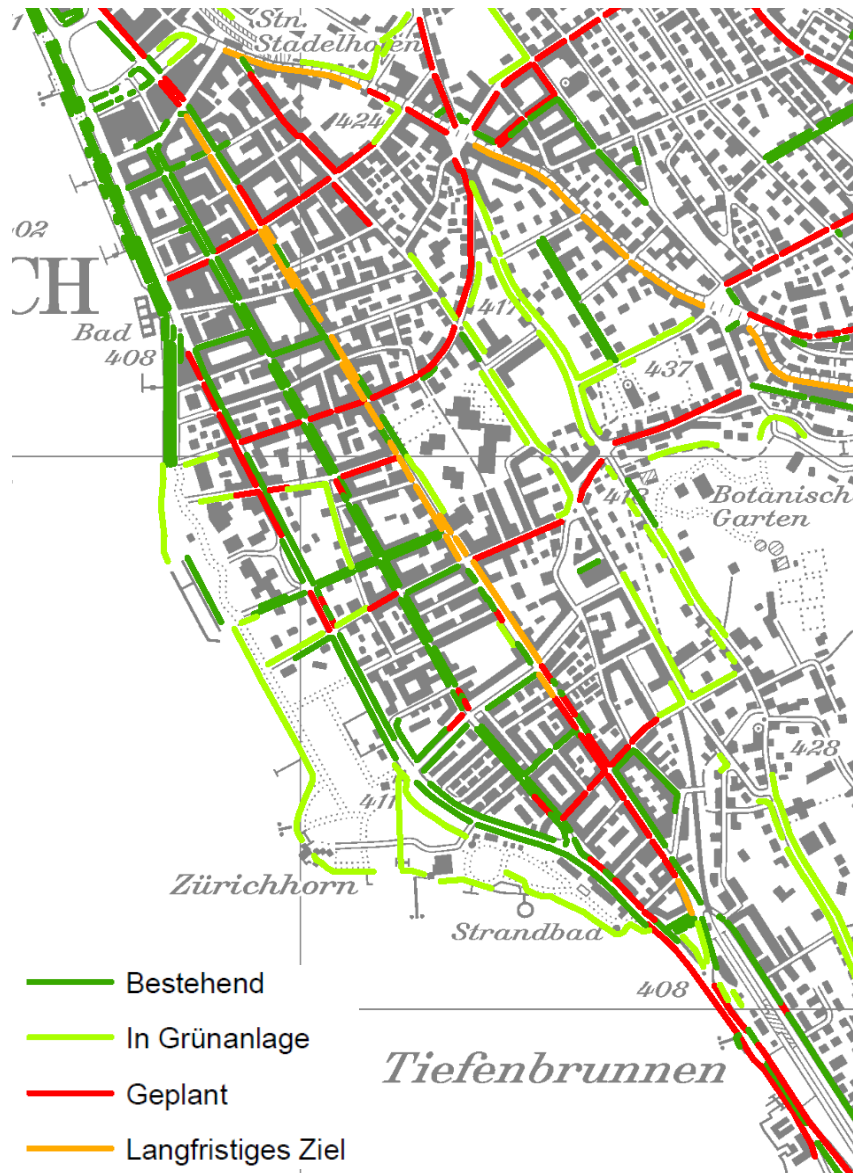 Stn.
Stadelhofen
424
CH
Bad
408
417
437
Botanisch
Garten
428
411
Zürichhorn
Strandbad
408
Tiefenbrunnen
Bestehend
In Grünanlage
Geplant
Langfristiges Ziel